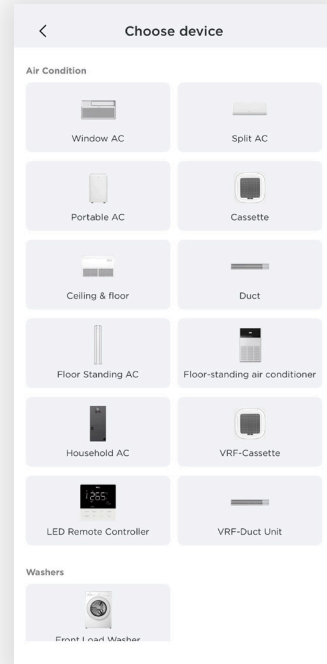 Choose device
Air Condition
Window AC
Split AC
Portable AC
Cassette
Ceiling & floor
Duct
Floor Standing AC
Floor-standing air conditioner
Household AC
VRF-Cassette
265
LED Remote Controller
VRF-Duct Unit
Washers
Front Load Washer